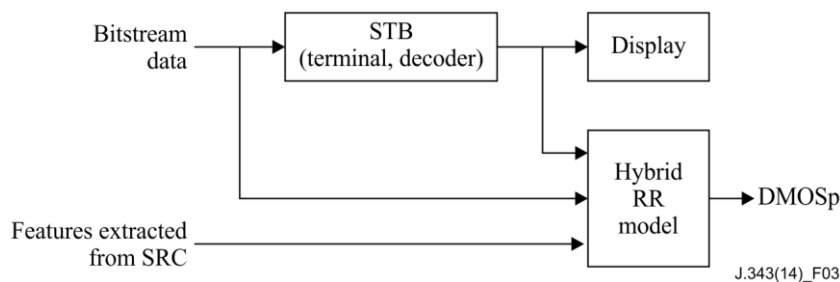 Bitstream
data
STB
(terminal, decoder)
Display
Hybrid
RR
model
DMOSp
Features extracted
from SRC
J.343(14)_F03